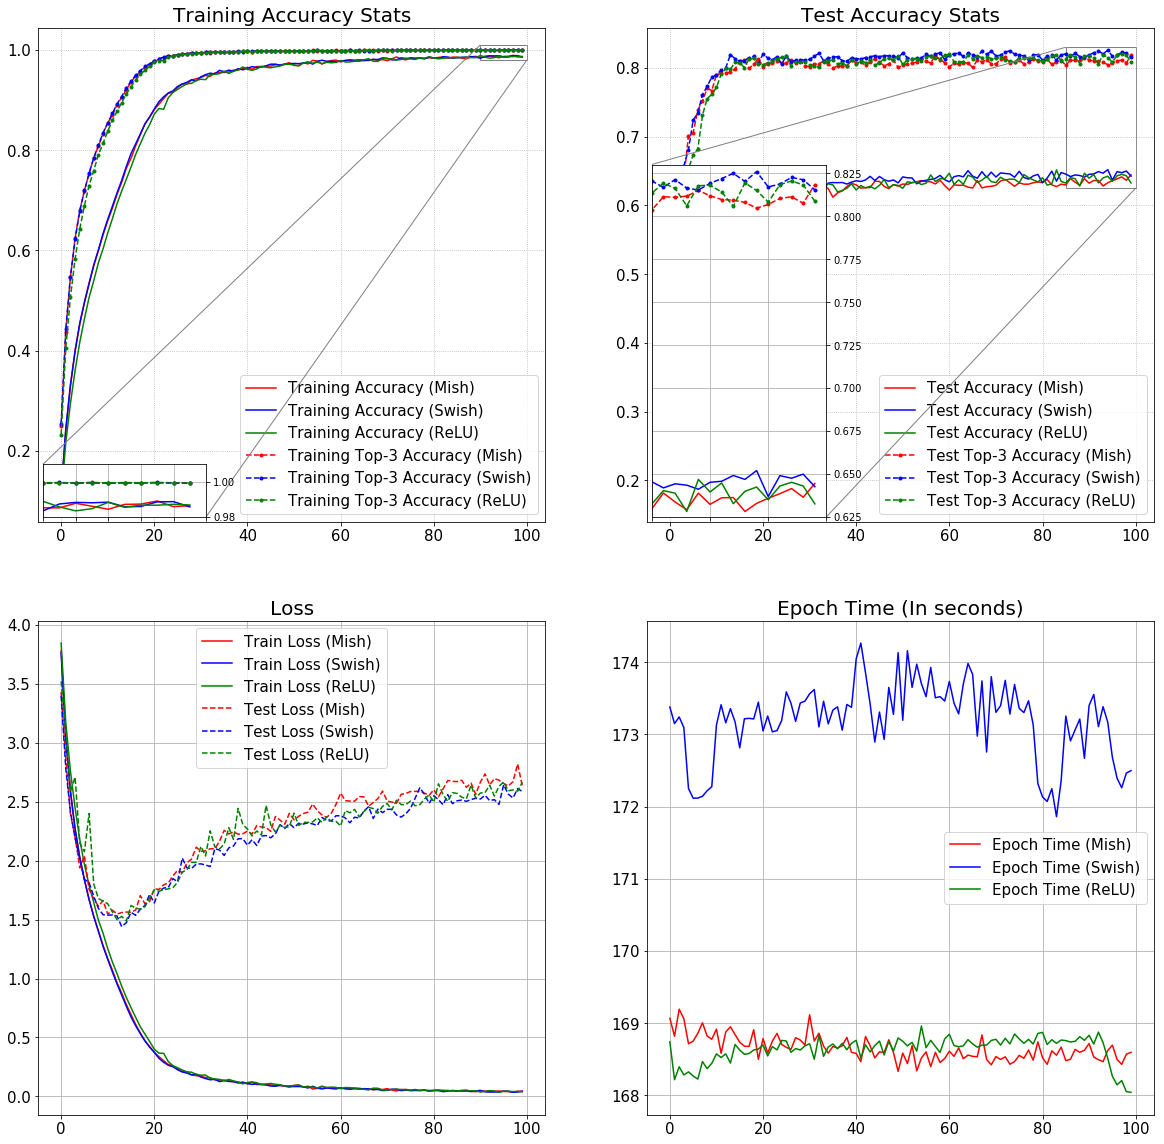 Training Accuracy Stats
1.0
0.8
0.6
0.4
0.2
Training Accuracy (Mish)
Training Accuracy (Swish)
Training Accuracy (ReLU)
Training Top-3 Accuracy (Mish)
Training Top-3 Accuracy (Swish)
Training Top-3 Accuracy (ReLU)
1.00
0.98
0 20 40 60 80 100
Test Accuracy Stats
0.8
0.7
0.6
0.5
0.4
0.3
0.2
0.825
0.800
0.775
0.750
0.725
0.700
0.675
0.650
0.625
Test Accuracy (Mish)
Test Accuracy (Swish)
Test Accuracy (ReLU)
Test Top-3 Accuracy (Mish)
Test Top-3 Accuracy (Swish)
Test Top-3 Accuracy (ReLU)
0 20 40 60 80 100
Loss
4.0
3.5
3.0
2.5
2.0
1.5
1.0
0.5
0.0
Train Loss (Mish)
Train Loss (Swish)
Train Loss (ReLU)
Test Loss (Mish)
Test Loss (Swish)
Test Loss (ReLU)
0 20 40 60 80 100
Epoch Time (In seconds)
174
173
172
171
170
169
168
Epoch Time (Mish)
Epoch Time (Swish)
Epoch Time (ReLU)
0 20 40 60 80 100